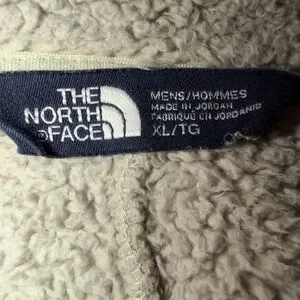 THE
NORTH
FACE
MENS/HOMMES
MADE IN JORDAN
FABRIQUÉ EN JORDANIE
XL/TG